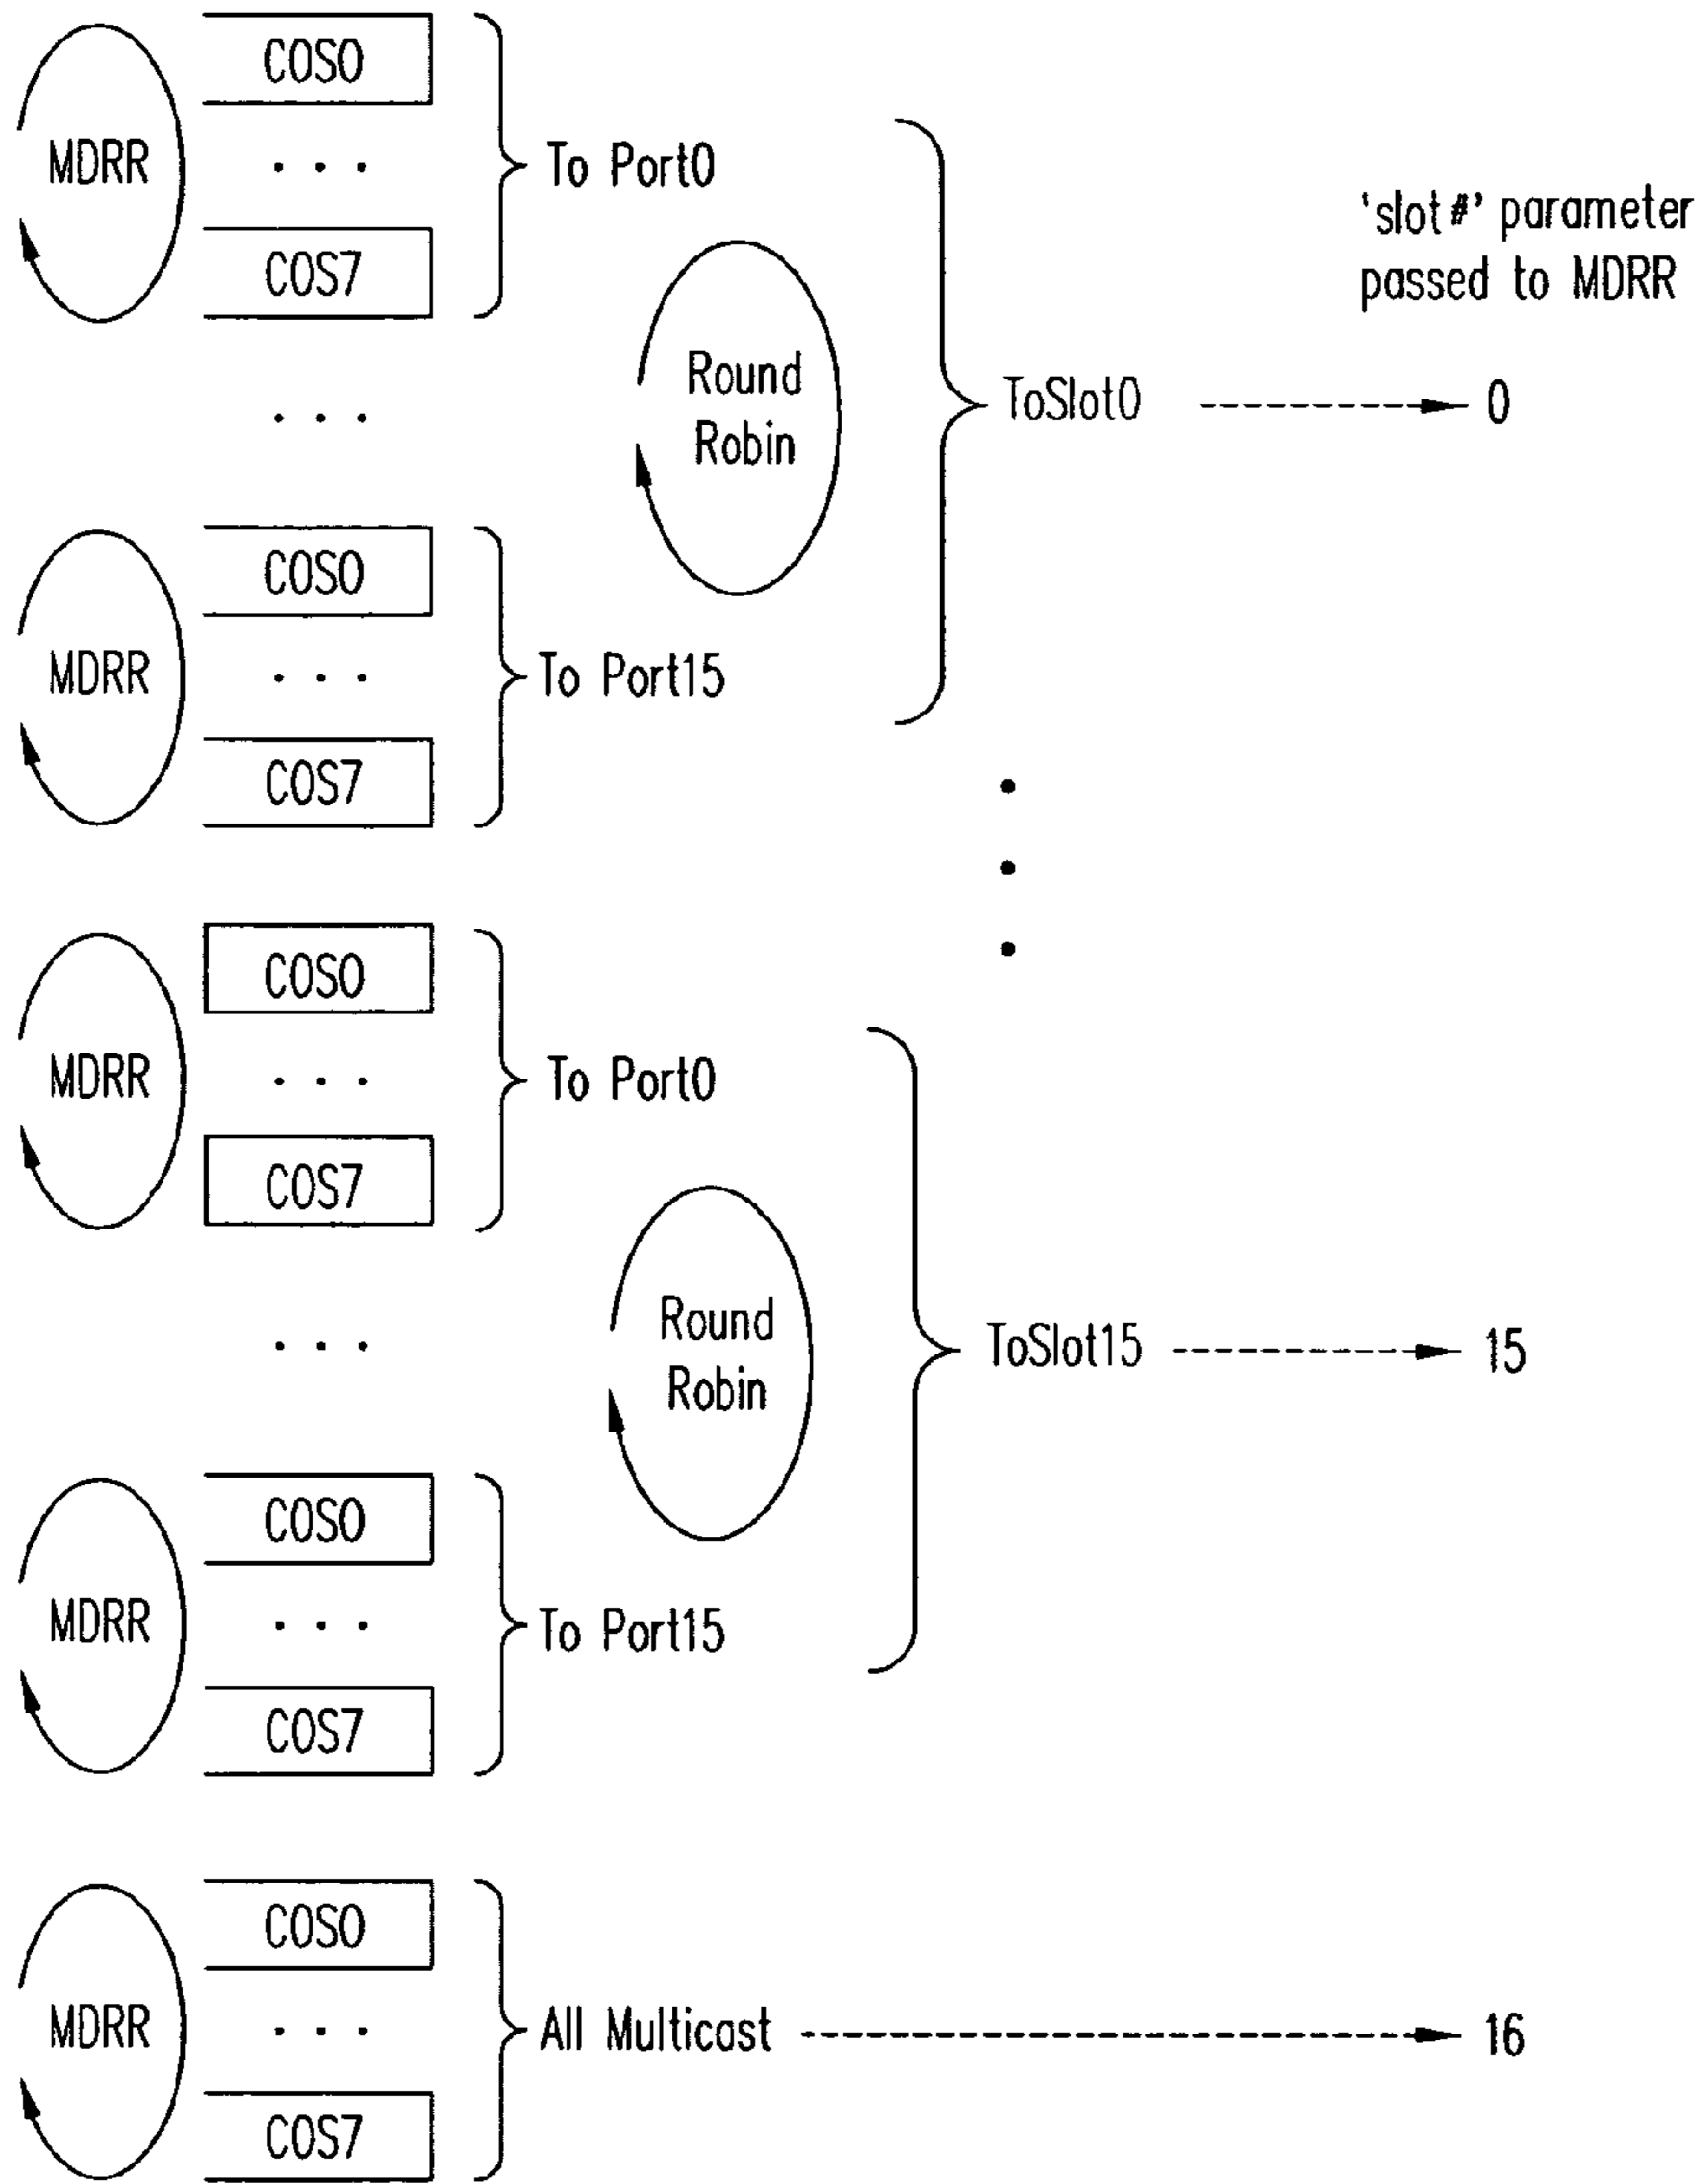 COS0
MDRR
. . .
To Port0
COS7
'slot#' parameter
passed to MDRR
Round
Robin
. . .
ToSlot0
0
COS0
MDRR
. . .
To Port15
COS7
COS0
MDRR
. . .
To Port0
COS7
Round
Robin
. . .
ToSlot15
15
COS0
MDRR
. . .
To Port15
COS7
COS0
MDRR
. . .
All Multicast
16
COS7